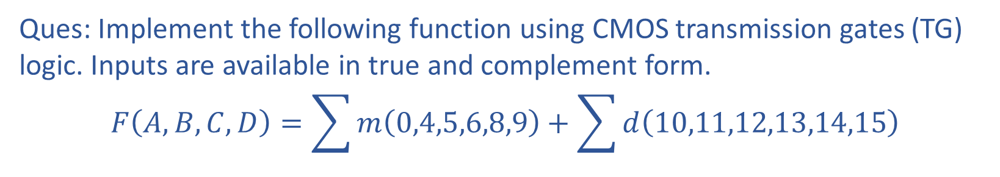 Ques: Implement the following function using CMOS transmission gates (TG)
logic. Inputs are available in true and complement form.
F(A, B, C, D) = ∑ m(0,4,5,6,8,9) + ∑ d(10,11,12,13,14,15)